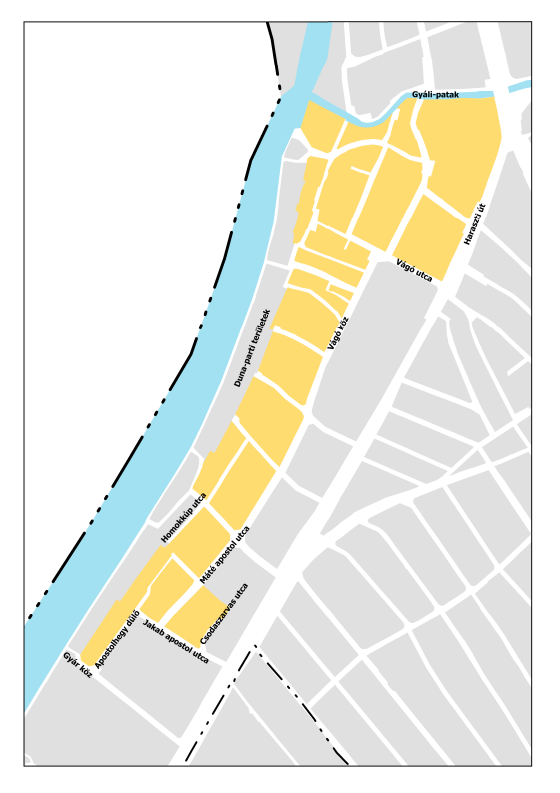 Gyáli-patak
Haraszti út
Vágó utca
Duna-parti területek
Vágó köz
Homokkúp utca
Máté apostol utca
Csodaszarvas utca
Apostolhegy dűlő
Jakab apostol utca
Gyár köz